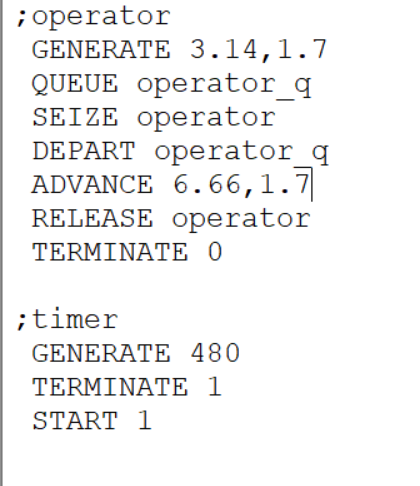 ;operator
GENERATE 3.14,1.7
QUEUE operator_q
SEIZE operator
DEPART operator_q
ADVANCE 6.66,1.7
RELEASE operator
TERMINATE 0
;timer
GENERATE 480
TERMINATE 1
START 1